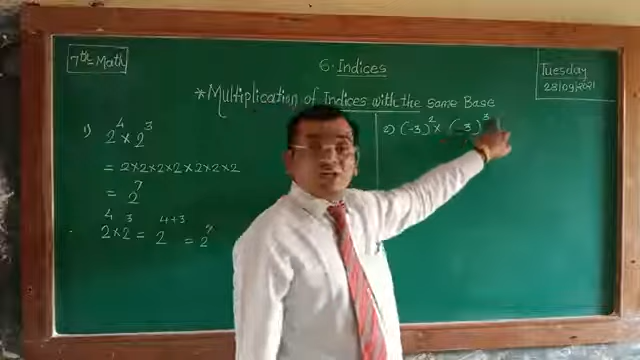 7th Math
6. Indices
Tuesday
28/09/2021
*Multiplication of Indices with the same Base
1) 2⁴ × 2³
= 2×2×2×2×2×2×2
= 2⁷
2⁴ × 2³ = 2⁴⁺³ = 2⁷
2) (-3)² × (-3)³